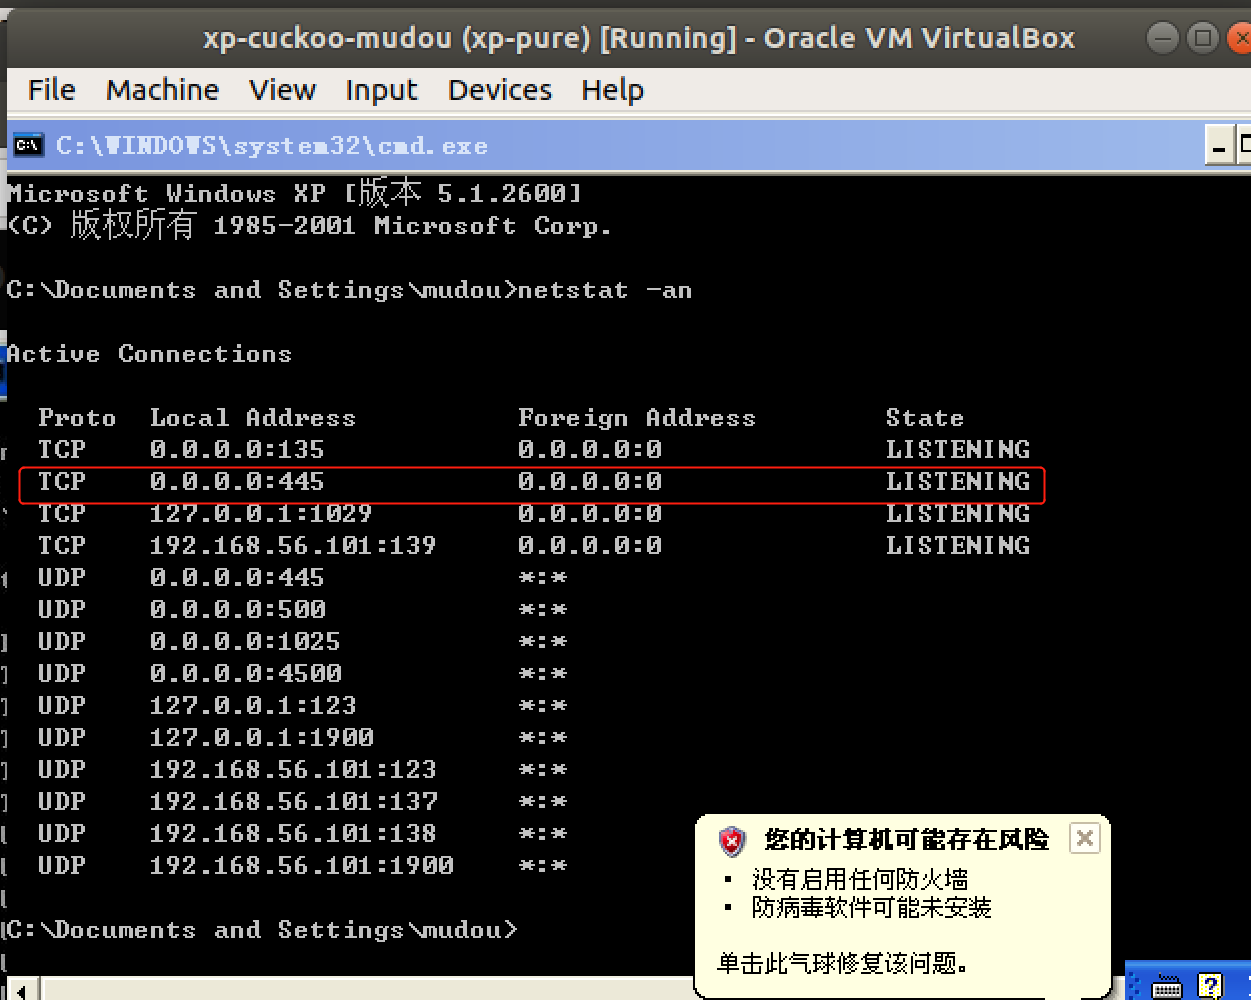 xp-cuckoo-mudou (xp-pure) [Running] - Oracle VM VirtualBox
File Machine View Input Devices Help
C:\WINDOWS\system32\cmd.exe
Microsoft Windows XP [版本 5.1.2600]
(C) 版权所有 1985-2001 Microsoft Corp.
C:\Documents and Settings\mudou>netstat -an
Active Connections
Proto Local Address Foreign Address State
TCP 0.0.0.0:135 0.0.0.0:0 LISTENING
TCP 0.0.0.0:445 0.0.0.0:0 LISTENING
TCP 127.0.0.1:1029 0.0.0.0:0 LISTENING
TCP 192.168.56.101:139 0.0.0.0:0 LISTENING
UDP 0.0.0.0:445 *:*
UDP 0.0.0.0:500 *:*
UDP 0.0.0.0:1025 *:*
UDP 0.0.0.0:4500 *:*
UDP 127.0.0.1:123 *:*
UDP 127.0.0.1:1900 *:*
UDP 192.168.56.101:123 *:*
UDP 192.168.56.101:137 *:*
UDP 192.168.56.101:138 *:*
UDP 192.168.56.101:1900 *:*
C:\Documents and Settings\mudou>
您的计算机可能存在风险
▪ 没有启用任何防火墙
▪ 防病毒软件可能未安装
单击此气球修复该问题。